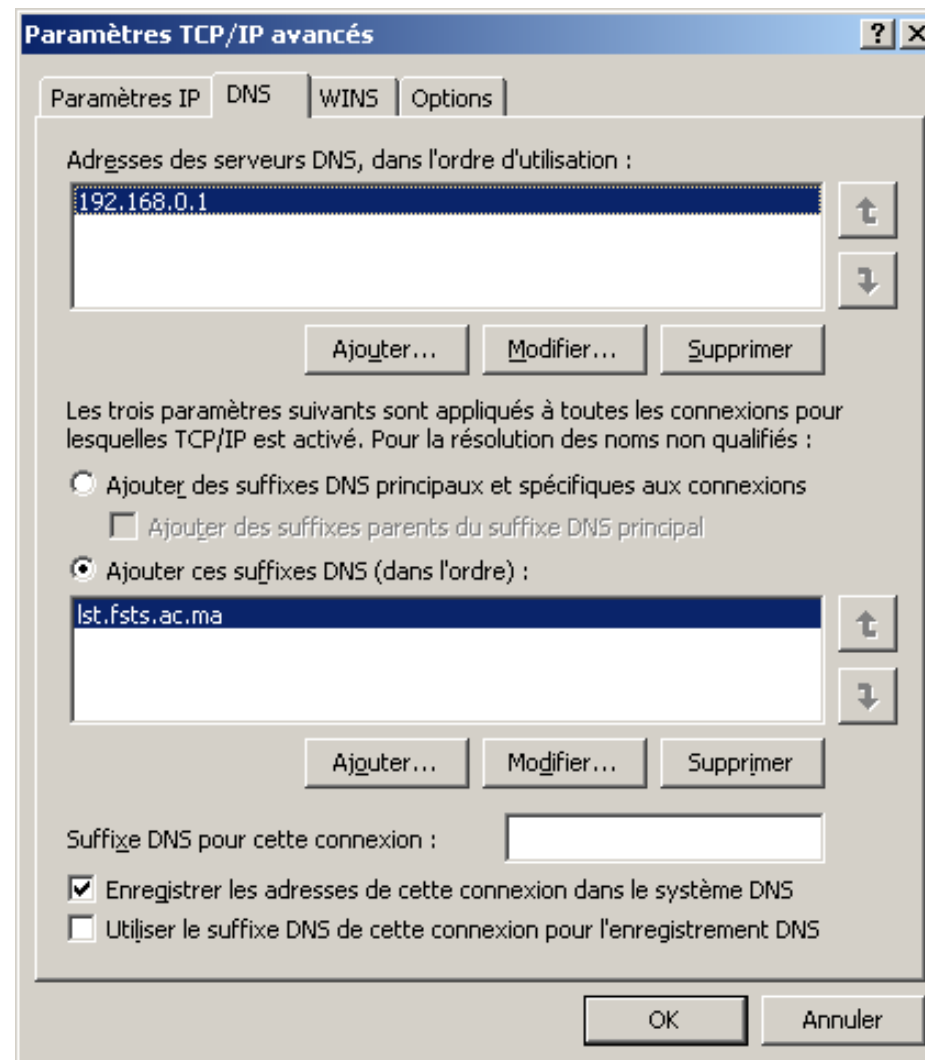 Paramètres TCP/IP avancés
Paramètres IP DNS WINS Options
Adresses des serveurs DNS, dans l'ordre d'utilisation :
192.168.0.1
Ajouter... Modifier... Supprimer
Les trois paramètres suivants sont appliqués à toutes les connexions pour
lesquelles TCP/IP est activé. Pour la résolution des noms non qualifiés :
Ajouter des suffixes DNS principaux et spécifiques aux connexions
Ajouter des suffixes parents du suffixe DNS principal
Ajouter ces suffixes DNS (dans l'ordre) :
lst.fsts.ac.ma
Ajouter... Modifier... Supprimer
Suffixe DNS pour cette connexion :
Enregistrer les adresses de cette connexion dans le système DNS
Utiliser le suffixe DNS de cette connexion pour l'enregistrement DNS
OK Annuler